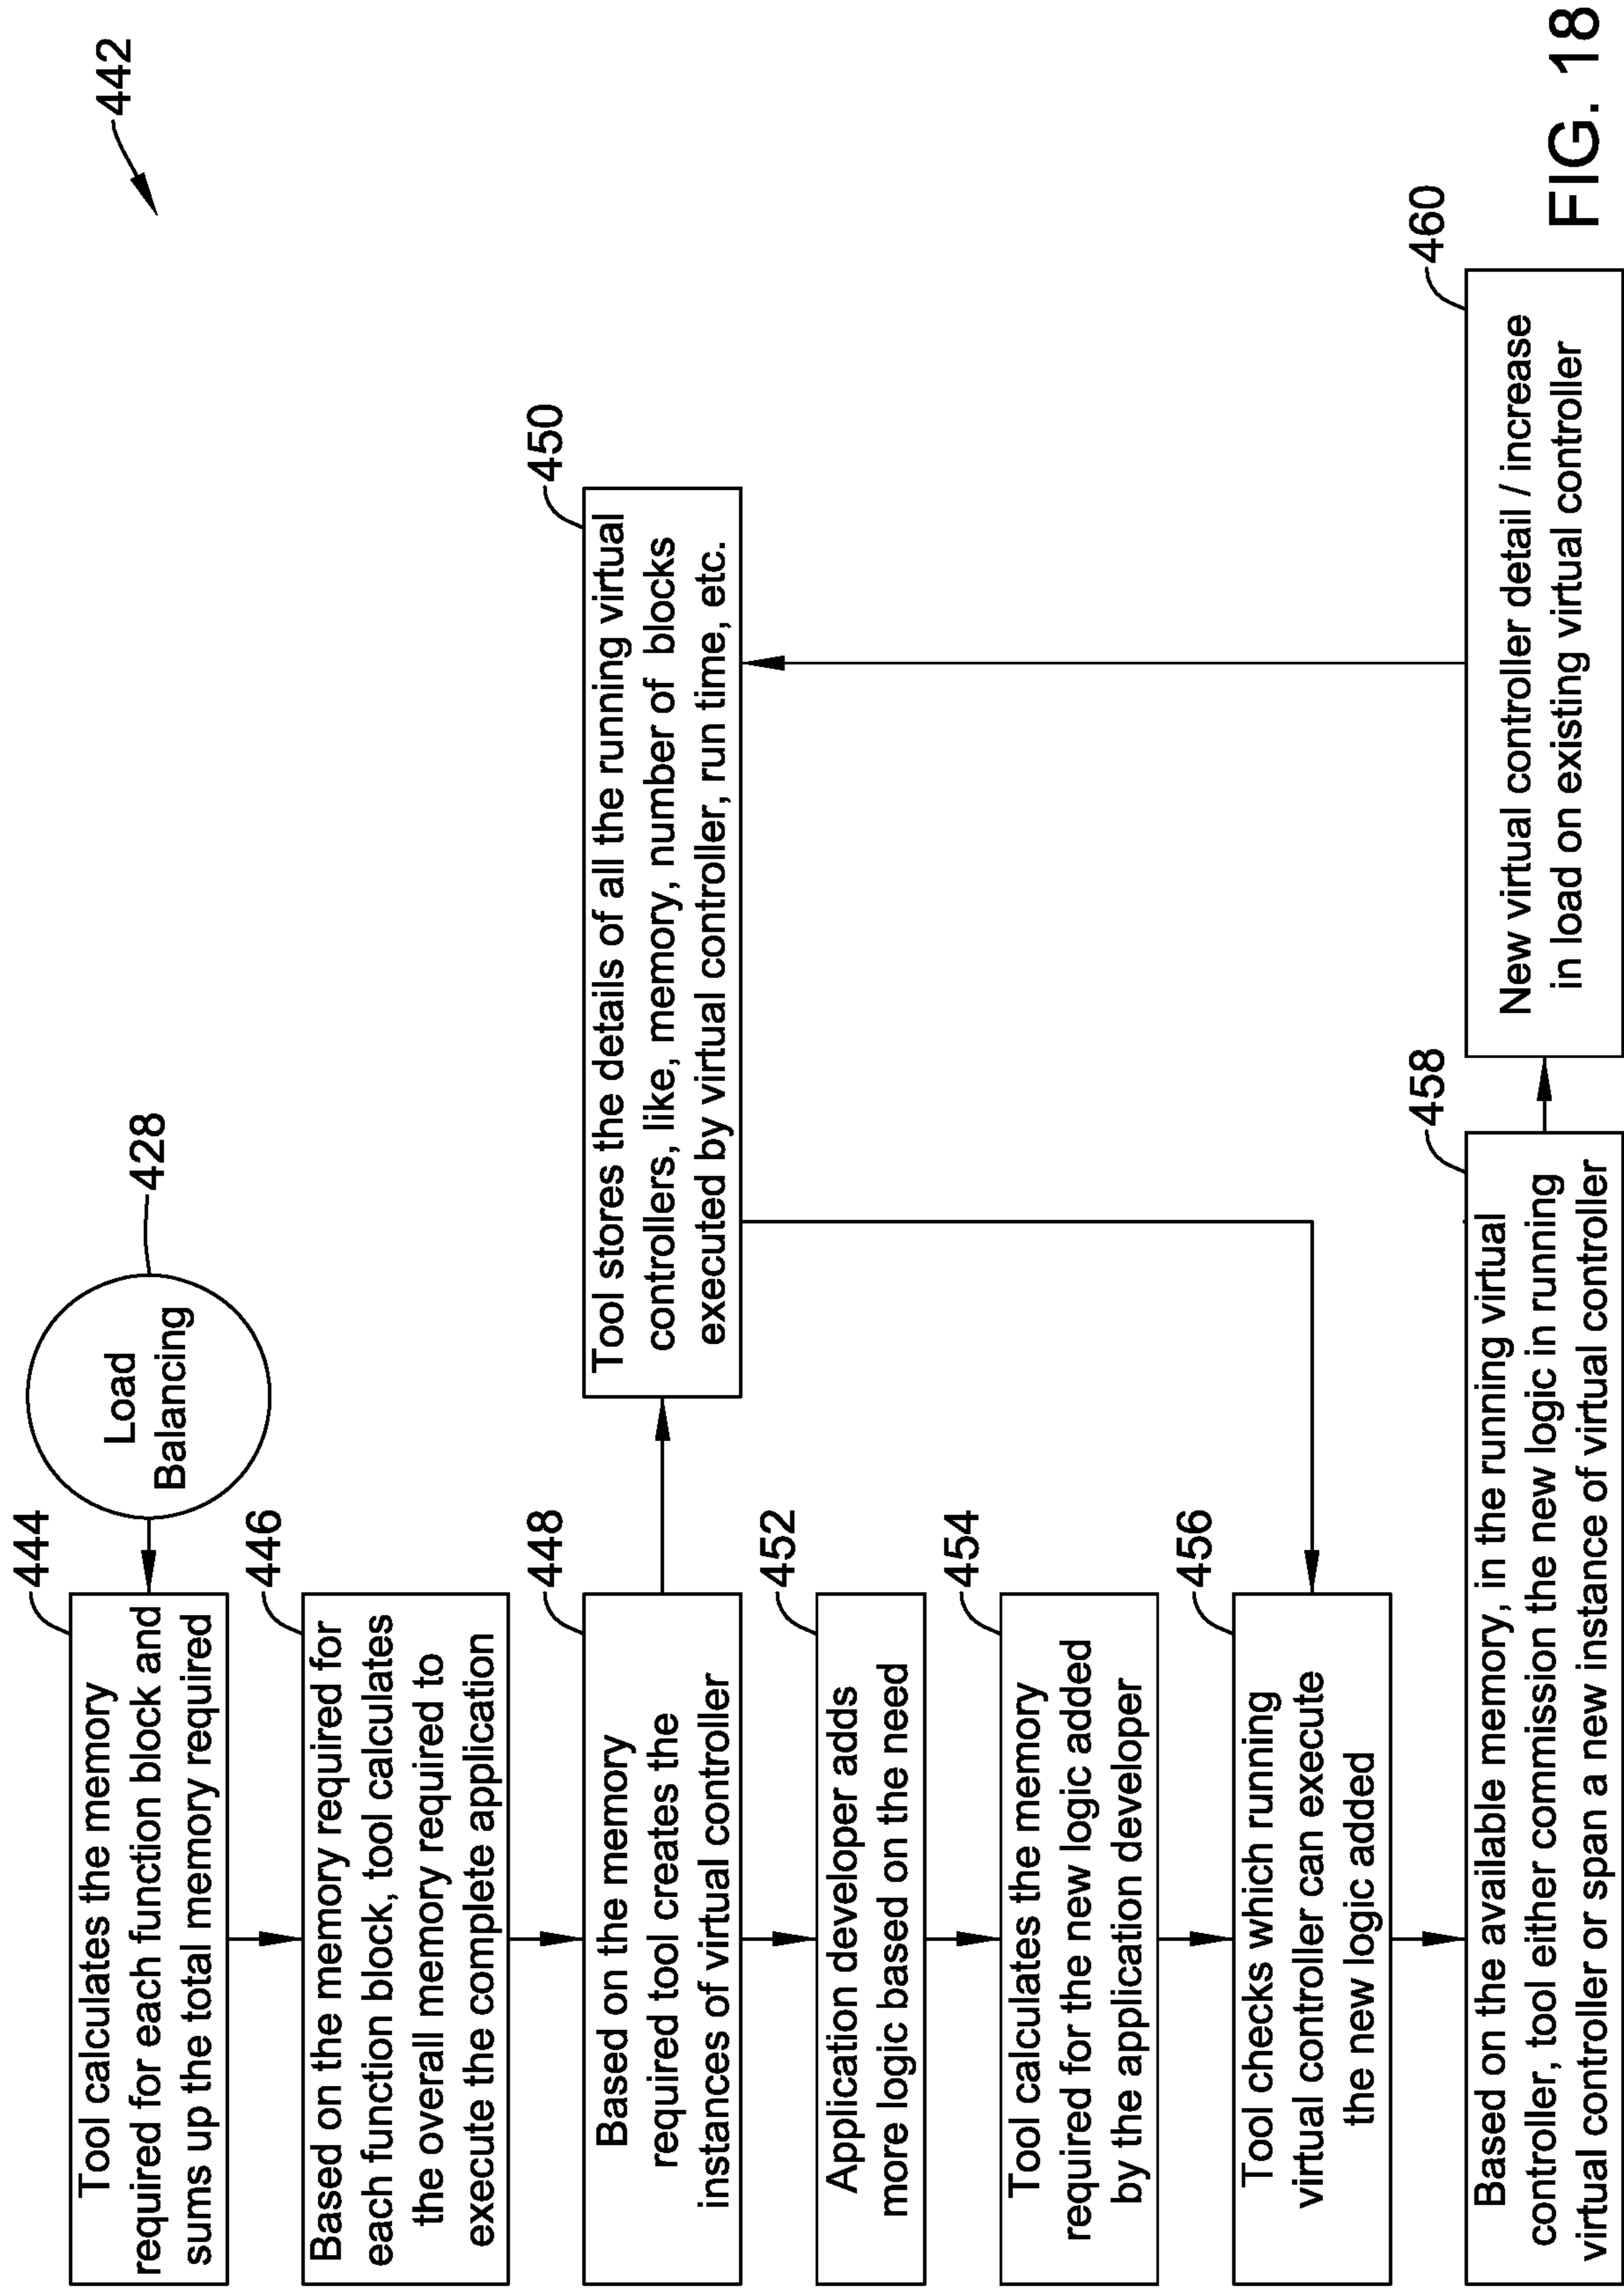 442
Load
Balancing
428
444
Tool calculates the memory
required for each function block and
sums up the total memory required
446
Based on the memory required for
each function block, tool calculates
the overall memory required to
execute the complete application
448
Based on the memory
required tool creates the
instances of virtual controller
450
Tool stores the details of all the running virtual
controllers, like, memory, number of blocks
executed by virtual controller, run time, etc.
452
Application developer adds
more logic based on the need
454
Tool calculates the memory
required for the new logic added
by the application developer
456
Tool checks which running
virtual controller can execute
the new logic added
458
Based on the available memory, in the running virtual
controller, tool either commission the new logic in running
virtual controller or span a new instance of virtual controller
460
New virtual controller detail / increase
in load on existing virtual controller
FIG. 18